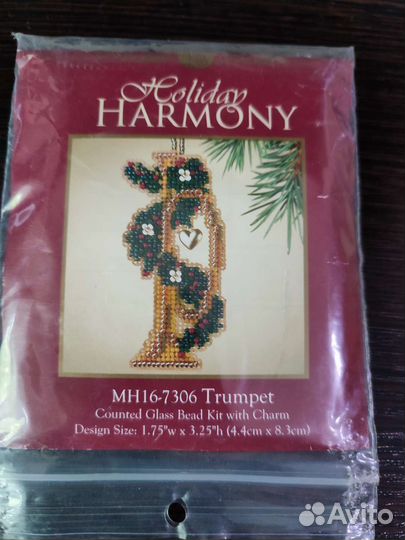 Holiday
HARMONY
MH16-7306 Trumpet
Counted Glass Bead Kit with Charm
Design Size: 1.75"w x 3.25"h (4.4cm x 8.3cm)
Avito